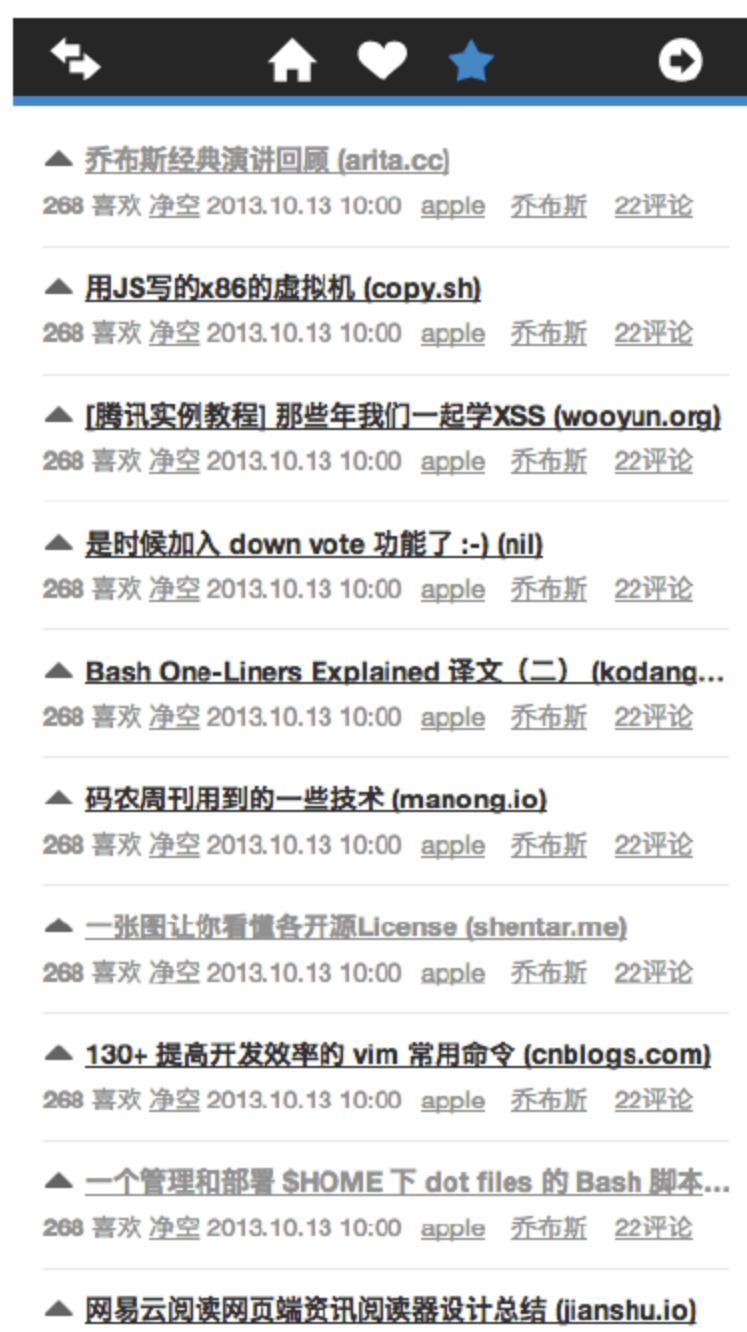 乔布斯经典演讲回顾 (arita.cc)
268 喜欢 净空 2013.10.13 10:00 apple 乔布斯 22评论
用JS写的x86的虚拟机 (copy.sh)
268 喜欢 净空 2013.10.13 10:00 apple 乔布斯 22评论
[腾讯实例教程] 那些年我们一起学XSS (wooyun.org)
268 喜欢 净空 2013.10.13 10:00 apple 乔布斯 22评论
是时候加入 down vote 功能了 :-) (nil)
268 喜欢 净空 2013.10.13 10:00 apple 乔布斯 22评论
Bash One-Liners Explained 译文（二） (kodang...
268 喜欢 净空 2013.10.13 10:00 apple 乔布斯 22评论
码农周刊用到的一些技术 (manong.io)
268 喜欢 净空 2013.10.13 10:00 apple 乔布斯 22评论
一张图让你看懂各开源License (shentar.me)
268 喜欢 净空 2013.10.13 10:00 apple 乔布斯 22评论
130+ 提高开发效率的 vim 常用命令 (cnblogs.com)
268 喜欢 净空 2013.10.13 10:00 apple 乔布斯 22评论
一个管理和部署 $HOME 下 dot files 的 Bash 脚本...
268 喜欢 净空 2013.10.13 10:00 apple 乔布斯 22评论
网易云阅读网页端资讯阅读器设计总结 (jianshu.io)